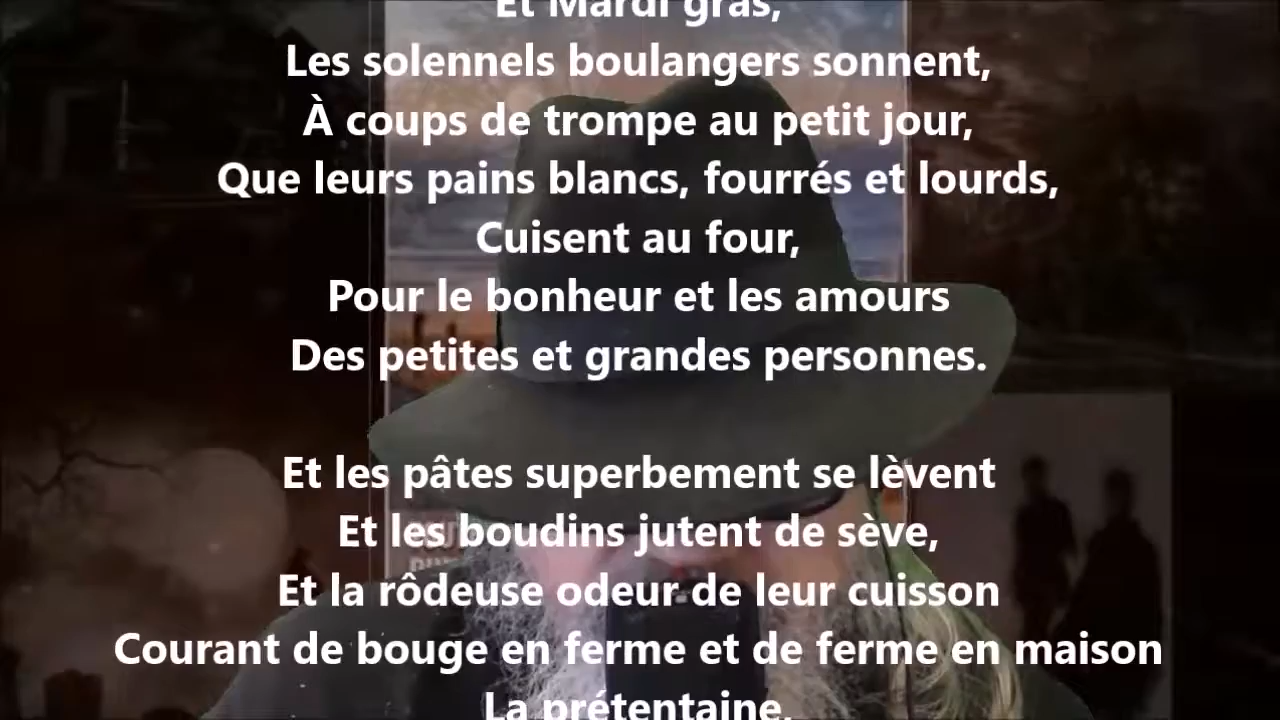 Et Mardi gras,
Les solennels boulangers sonnent,
À coups de trompe au petit jour,
Que leurs pains blancs, fourrés et lourds,
Cuisent au four,
Pour le bonheur et les amours
Des petites et grandes personnes.
Et les pâtes superbement se lèvent
Et les boudins jutent de sève,
Et la rôdeuse odeur de leur cuisson
Courant de bouge en ferme et de ferme en maison
La prétentaine,